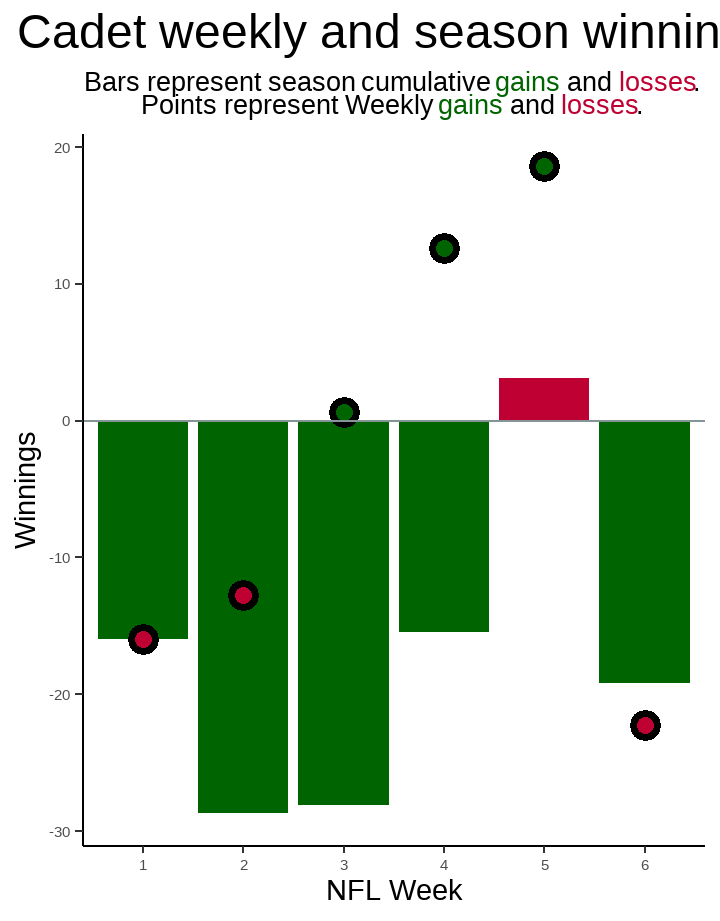 Cadet weekly and season winnin
Bars represent season cumulative gains and losses.
Points represent Weekly gains and losses.
20
10
0
-10
-20
-30
Winnings
1 2 3 4 5 6
NFL Week